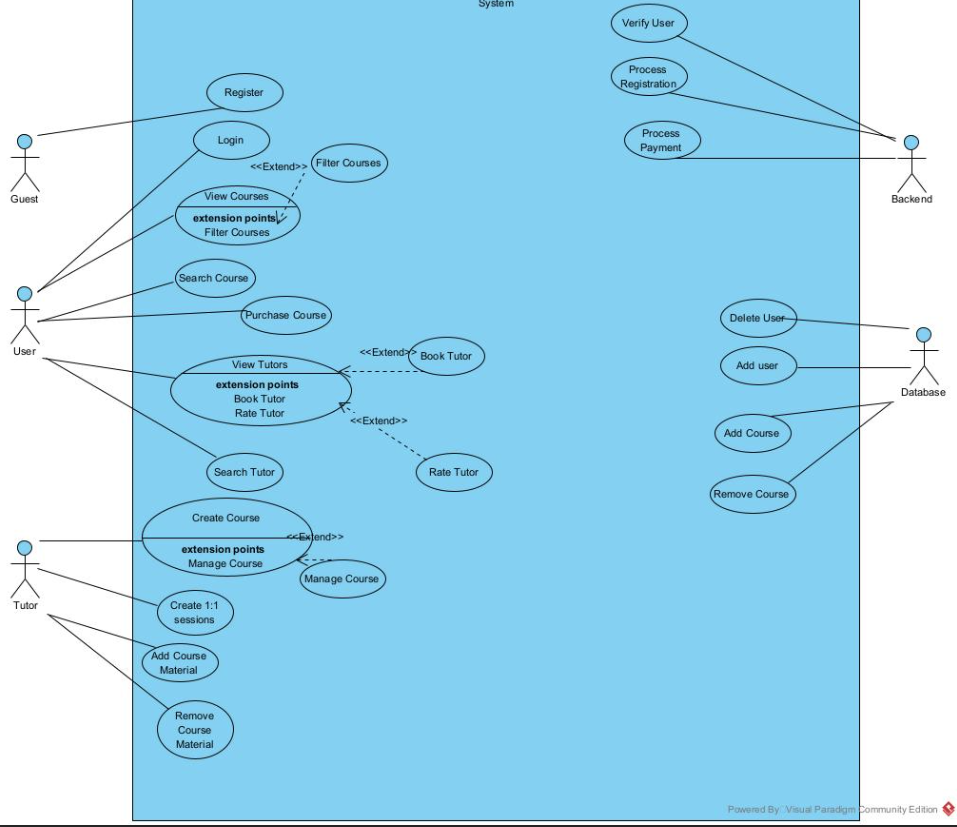 System
Verify User
Process
Registration
Process
Payment
Backend
Register
Login
Guest
<<Extend>>
Filter Courses
View Courses
extension points
Filter Courses
Search Course
Purchase Course
User
<<Extend>>
Book Tutor
View Tutors
extension points
Book Tutor
Rate Tutor
<<Extend>>
Rate Tutor
Search Tutor
Delete User
Add user
Database
Add Course
Remove Course
Create Course
<<Extend>>
extension points
Manage Course
Manage Course
Tutor
Create 1:1
sessions
Add Course
Material
Remove
Course
Material
Powered By Visual Paradigm Community Edition